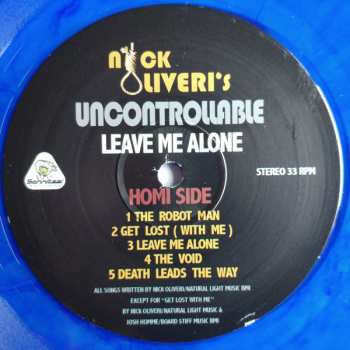 NICK
OLIVERI's
UNCONTROLLABLE
LEAVE ME ALONE
STEREO 33 RPM
HOMI SIDE
1 THE ROBOT MAN
2 GET LOST ( WITH ME )
3 LEAVE ME ALONE
4 THE VOID
5 DEATH LEADS THE WAY
ALL SONGS WRITTEN BY NICK OLIVERI/NATURAL LIGHT MUSIC BMI
EXCEPT FOR "GET LOST WITH ME"
BY NICK OLIVERI/NATURAL LIGHT MUSIC &
JOSH HOMME/BOARD STIFF MUSIC BMI